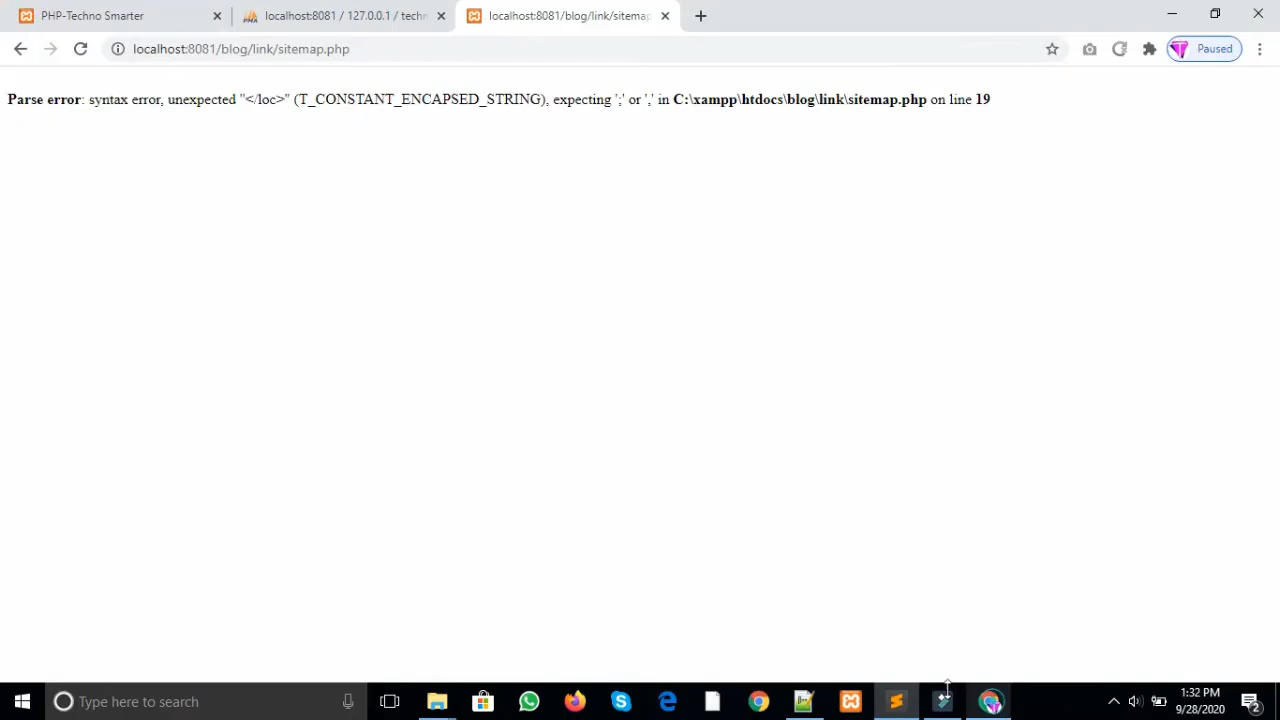 PHP-Techno Smarter
localhost:8081 / 127.0.0.1 / techn
localhost:8081/blog/link/sitemap
localhost:8081/blog/link/sitemap.php
Paused
Parse error: syntax error, unexpected "</loc>" (T_CONSTANT_ENCAPSED_STRING), expecting ';' or ',' in C:\xampp\htdocs\blog\link\sitemap.php on line 19
Type here to search
1:32 PM
9/28/2020
2